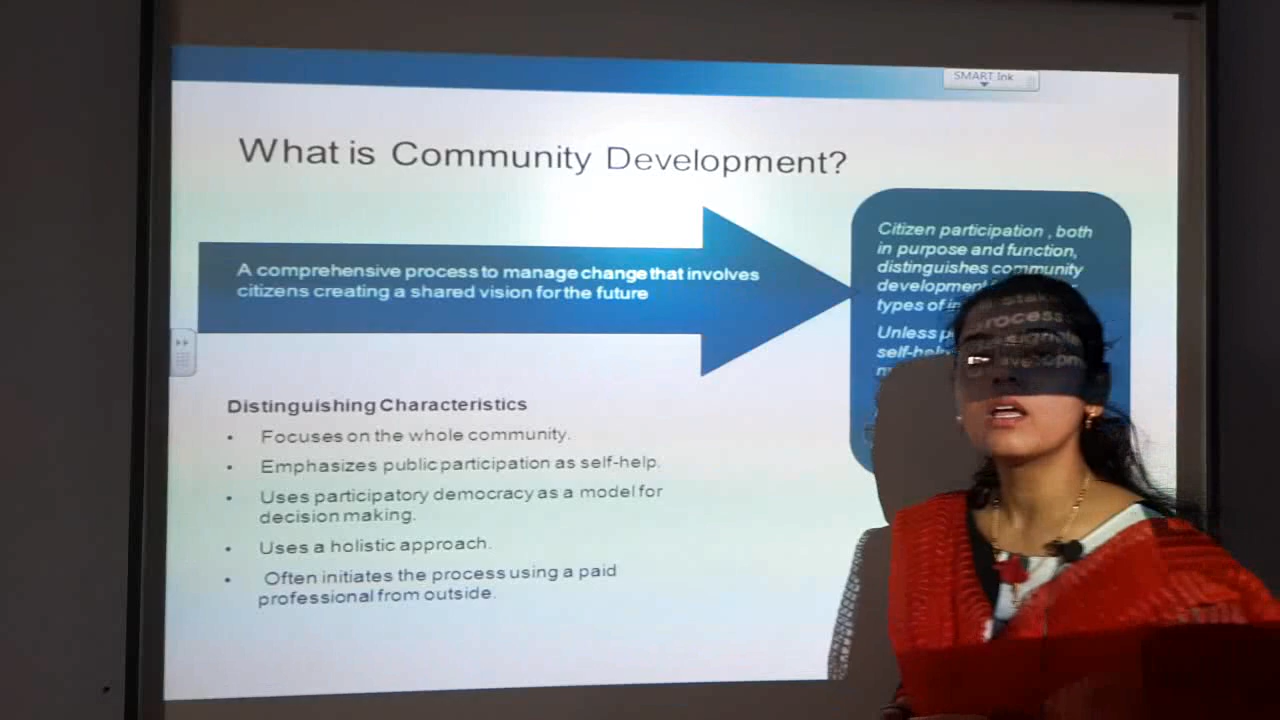 SMART Ink
What is Community Development?
A comprehensive process to manage change that involves
citizens creating a shared vision for the future
Citizen participation , both
in purpose and function,
distinguishes community
development
types of
Unless
self-help
Distinguishing Characteristics
• Focuses on the whole community.
• Emphasizes public participation as self-help.
• Uses participatory democracy as a model for
decision making.
• Uses a holistic approach.
• Often initiates the process using a paid
professional from outside.